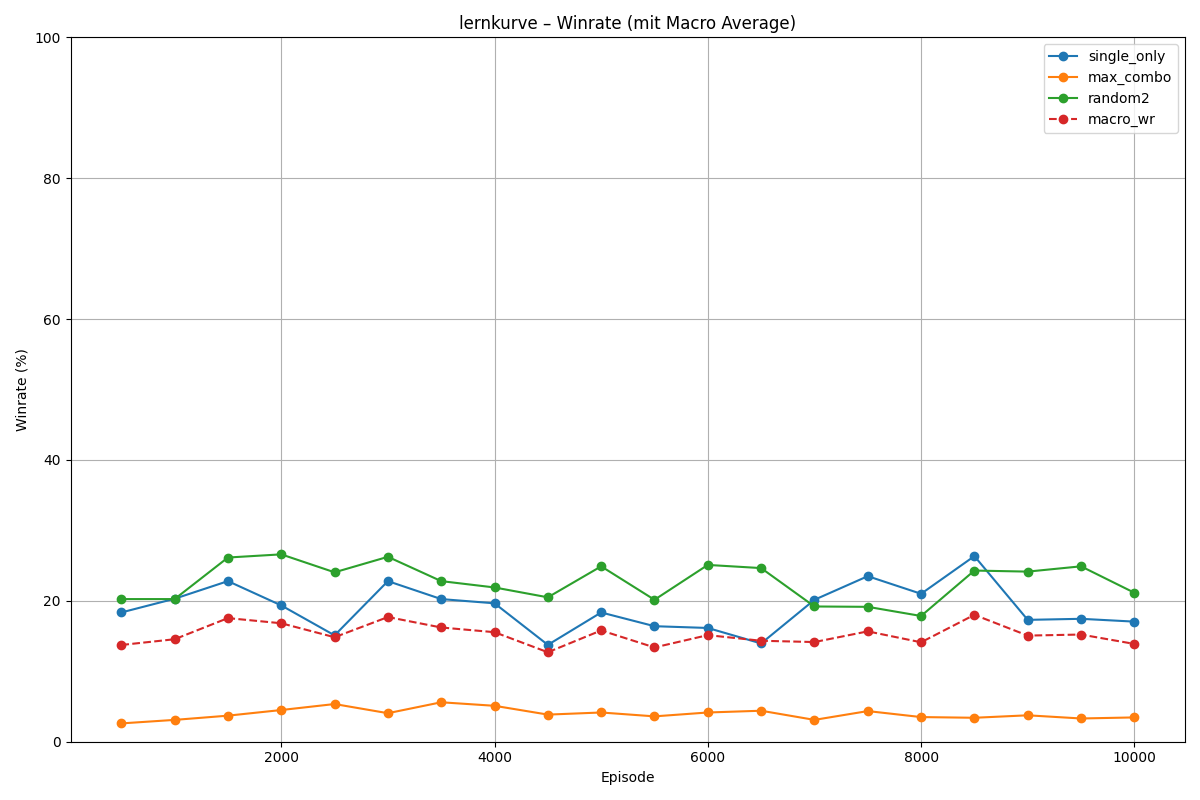 lernkurve – Winrate (mit Macro Average)
100
80
60
40
20
0
Winrate (%)
single_only
max_combo
random2
macro_wr
2000
4000
6000
8000
10000
Episode